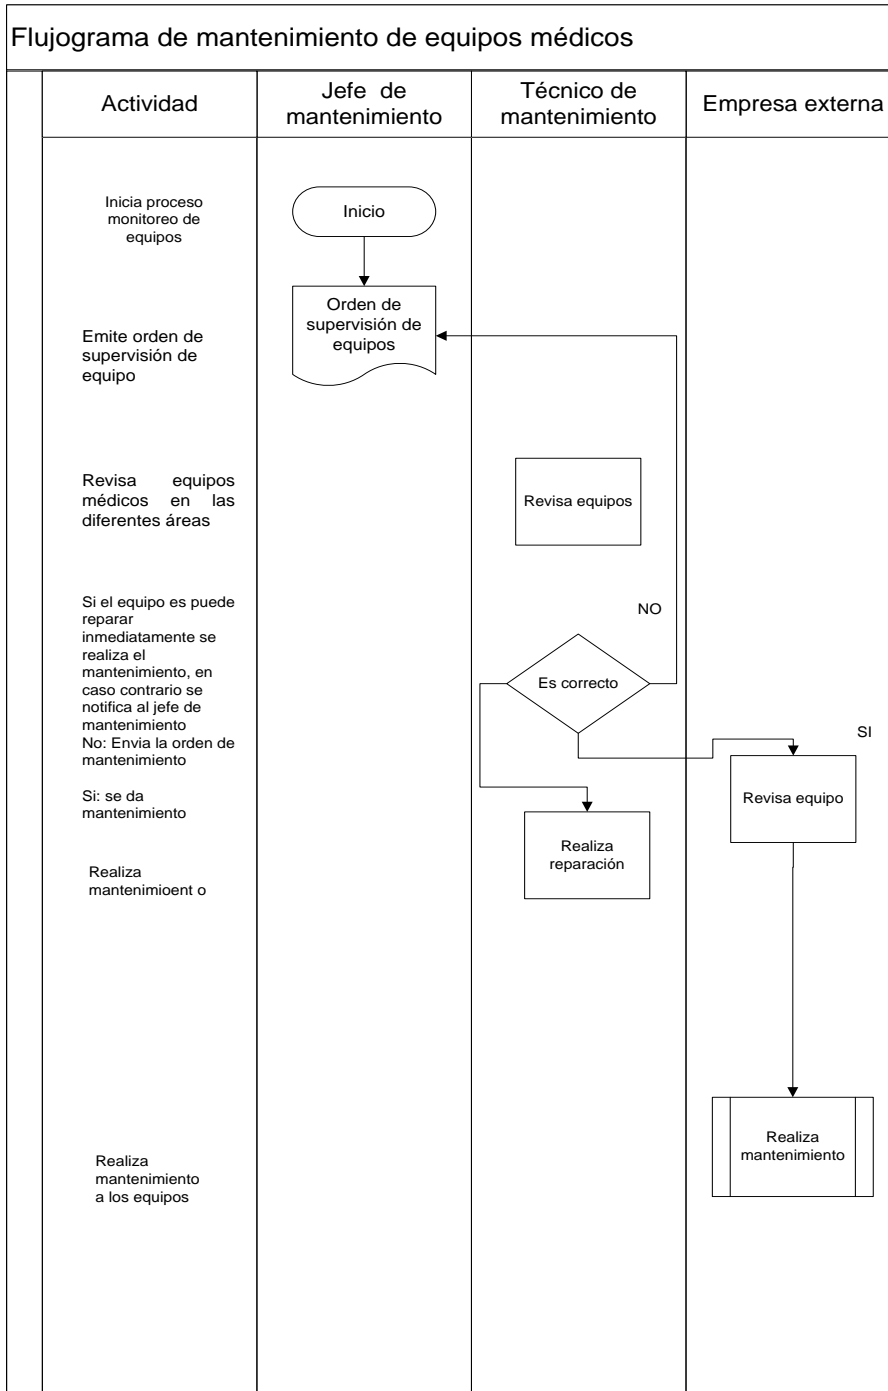 Flujograma de mantenimiento de equipos médicos
Actividad
Jefe de
mantenimiento
Técnico de
mantenimiento
Empresa externa
Inicia proceso
monitoreo de
equipos
Inicio
Emite orden de
supervisión de
equipo
Orden de
supervisión de
equipos
Revisa equipos
médicos en las
diferentes áreas
Revisa equipos
Si el equipo es puede
reparar
inmediatamente se
realiza el
mantenimiento, en
caso contrario se
notifica al jefe de
mantenimiento
No: Envia la orden de
mantenimiento
Si: se da
mantenimiento
NO
Es correcto
SI
Revisa equipo
Realiza
mantenimioent o
Realiza
reparación
Realiza
mantenimiento
a los equipos
Realiza
mantenimiento